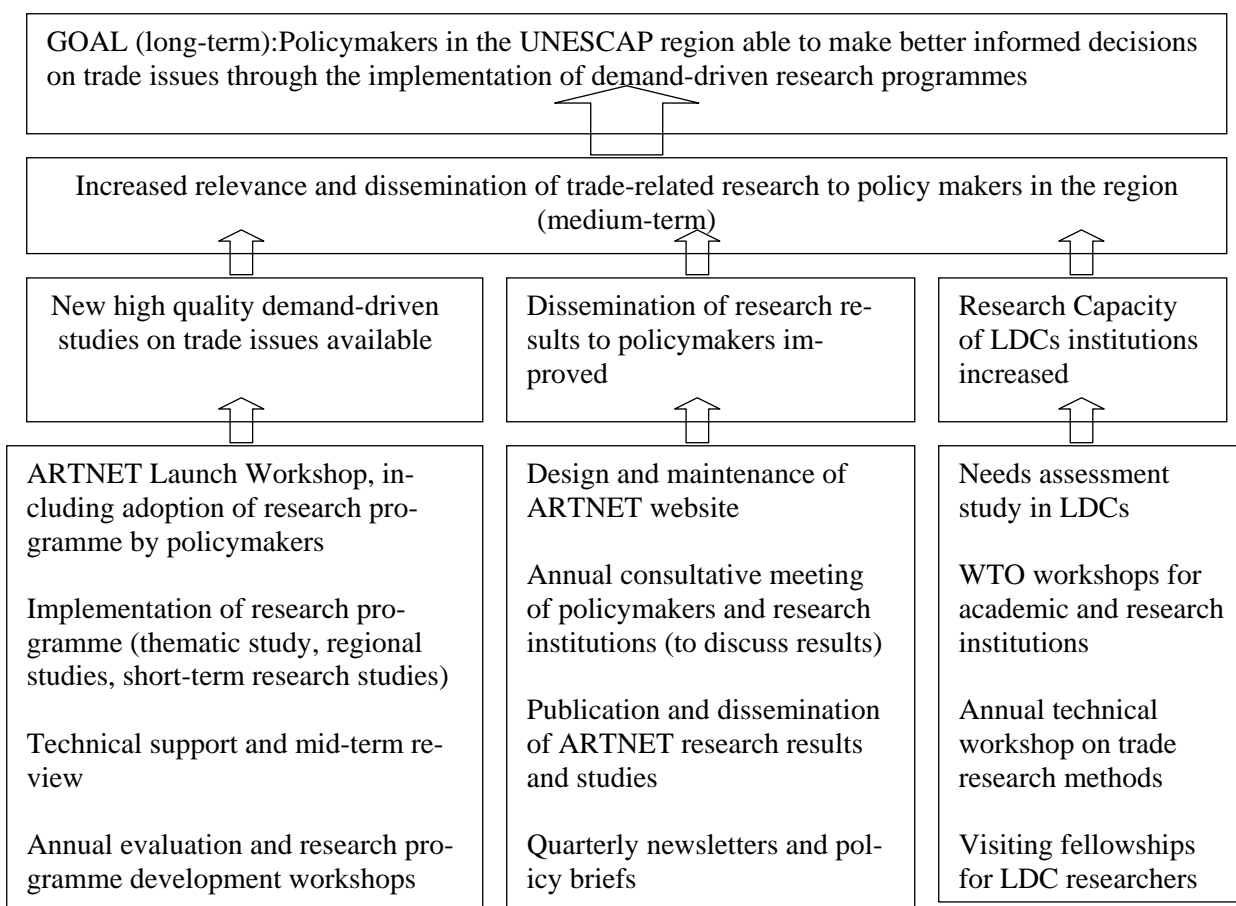 GOAL (long-term):Policymakers in the UNESCAP region able to make better informed decisions
on trade issues through the implementation of demand-driven research programmes
Increased relevance and dissemination of trade-related research to policy makers in the region
(medium-term)
New high quality demand-driven
studies on trade issues available
Dissemination of research re-
sults to policymakers im-
proved
Research Capacity
of LDCs institutions
increased
ARTNET Launch Workshop, in-
cluding adoption of research pro-
gramme by policymakers
Implementation of research pro-
gramme (thematic study, regional
studies, short-term research studies)
Technical support and mid-term re-
view
Annual evaluation and research pro-
gramme development workshops
Design and maintenance of
ARTNET website
Annual consultative meeting
of policymakers and research
institutions (to discuss results)
Publication and dissemination
of ARTNET research results
and studies
Quarterly newsletters and pol-
icy briefs
Needs assessment
study in LDCs
WTO workshops for
academic and research
institutions
Annual technical
workshop on trade
research methods
Visiting fellowships
for LDC researchers